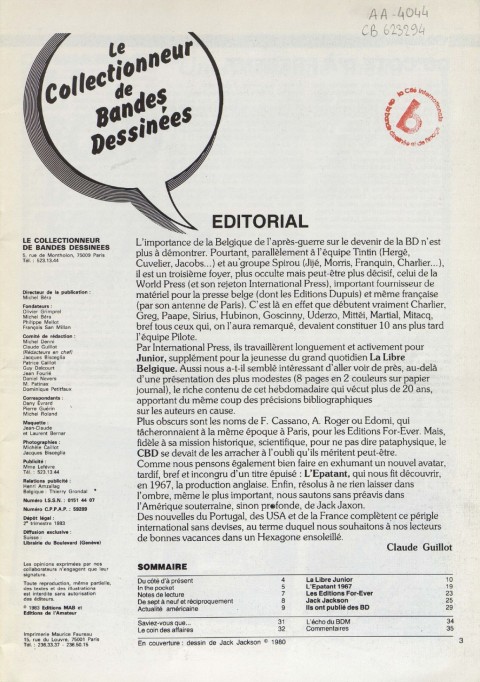 AA-4044
CB 623294
Le
Collectionneur
de
Bandes
Dessinées
la Cité internationale
EDITORIAL
LE COLLECTIONNEUR
DE BANDES DESSINEES
5, rue de Montholon, 75009 Paris
Tél. : 523.13.44
Directeur de la publication :
Michel Béra
Fondateurs :
Olivier Grimprel
Michel Béra
Philippe Mellot
François San Millan
Comité de rédaction :
Michel Denni
Claude Guillot
(Rédacteurs en chef)
Jacques Bisceglia
Patrice Caillot
Guy Delcourt
Jean Fourié
Daniel Nevers
M. Patinax
Dominique Petitfaux
Correspondants :
Dany Evrard
Pierre Guérin
Michel Roland
Maquette :
Jean-Claude
et Laurent Bernat
Photographies :
Michèle Caillot
Jacques Bisceglia
Publicité :
Mirna Lefèvre
Tél. : 523.13.44
Relations publicité :
Henri Amzallag
Belgique : Thierry Grondal
Numéro I.S.S.N. : 0151 44 07
Numéro C.P.P.A.P. : 59289
Dépôt légal :
2e trimestre 1983
Diffusion exclusive :
Suisse :
Librairie du Boulevard (Genève)
Les opinions exprimées par nos
collaborateurs n'engagent que leur
signature.
Toute reproduction, même partielle,
des textes et des illustrations
est interdite sans autorisation
des éditeurs.
© 1983 Editions MAB et
Editions de l'Amateur
Imprimerie Maurice Faureau
15, rue du Louvre, 75001 Paris
Tél. : 236.33.37 - 236.50.15
L'importance de la Belgique de l'après-guerre sur le devenir de la BD n'est
plus à démontrer. Pourtant, parallèlement à l'équipe Tintin (Hergé,
Cuvelier, Jacobs...) et au groupe Spirou (Jijé, Morris, Franquin, Charlier...),
il est un troisième foyer, plus occulte mais peut-être plus décisif, celui de la
World Press (et son rejeton International Press), important fournisseur de
matériel pour la presse belge (dont les Editions Dupuis) et même française
(par son antenne de Paris). C'est là en effet que débutent vraiment Charlier,
Greg, Paape, Sirius, Hubinon, Goscinny, Uderzo, Mittéi, Martial, Mitacq,
bref tous ceux qui, on l'aura remarqué, devaient constituer 10 ans plus tard
l'équipe Pilote.
Par International Press, ils travaillèrent longuement et activement pour
Junior, supplément pour la jeunesse du grand quotidien La Libre
Belgique. Aussi nous a-t-il semblé intéressant d'aller voir de près, au-delà
d'une présentation des plus modestes (8 pages en 2 couleurs sur papier
journal), le riche contenu de cet hebdomadaire qui vécut plus de 20 ans,
apportant du même coup des précisions bibliographiques
sur les auteurs en cause.
Plus obscurs sont les noms de F. Cassano, A. Roger ou Edomi, qui
tâcheronnaient à la même époque à Paris, pour les Editions For-Ever. Mais,
fidèle à sa mission historique, scientifique, pour ne pas dire pataphysique, le
CBD se devait de les arracher à l'oubli qu'ils méritent peut-être.
Comme nous pensons également bien faire en exhumant un nouvel avatar,
tardif, bref et incongru d'un titre épuisé : L'Epatant, qui nous fit découvrir,
en 1967, la production anglaise. Enfin, résolus à ne rien laisser dans
l'ombre, même le plus important, nous sautons sans préavis dans
l'Amérique souterraine, sinon profonde, de Jack Jaxon.
Des nouvelles du Portugal, des USA et de la France complètent ce périple
international sans devises, au terme duquel nous souhaitons à nos lecteurs
de bonnes vacances dans un Hexagone ensoleillé.
Claude Guillot
SOMMAIRE
Du côté d'à présent 4
In the pocket 5
Notes de lecture 7
De sept à neuf et réciproquement 8
Actualité américaine 9
La Libre Junior 10
L'Epatant 1967 19
Les Editions For-Ever 23
Jack Jackson 25
Ils ont publié des BD 29
Saviez-vous que... 31
Le coin des affaires 32
L'écho du BDM 34
Commentaires 35
En couverture : dessin de Jack Jackson © 1980
3